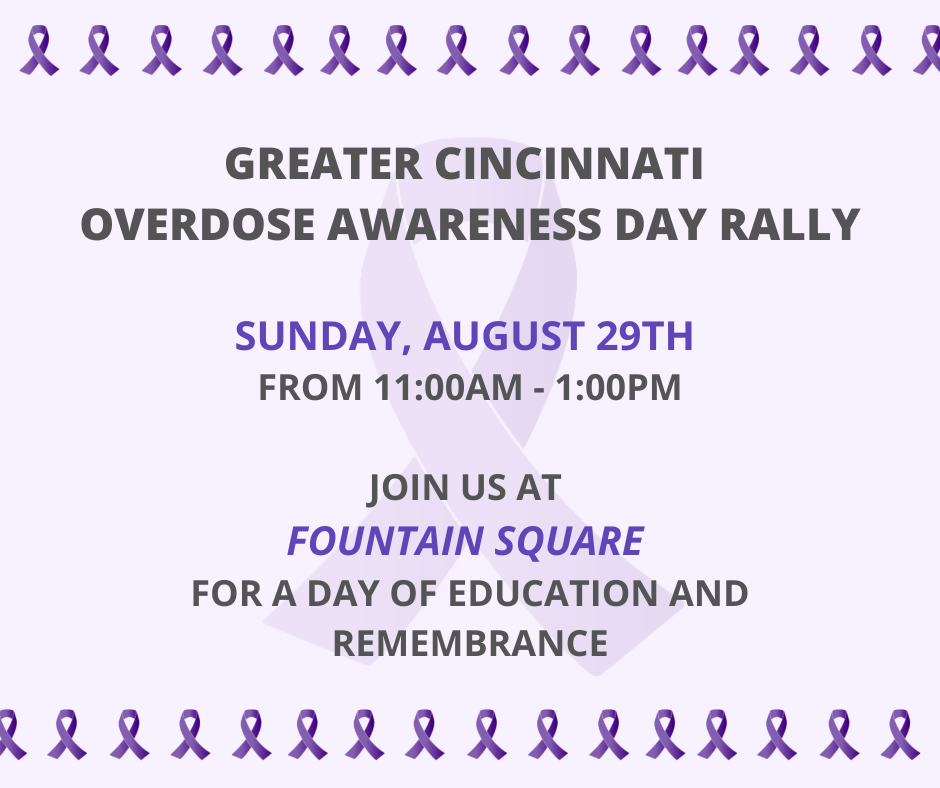 GREATER CINCINNATI
OVERDOSE AWARENESS DAY RALLY
SUNDAY, AUGUST 29TH
FROM 11:00AM - 1:00PM
JOIN US AT
FOUNTAIN SQUARE
FOR A DAY OF EDUCATION AND
REMEMBRANCE